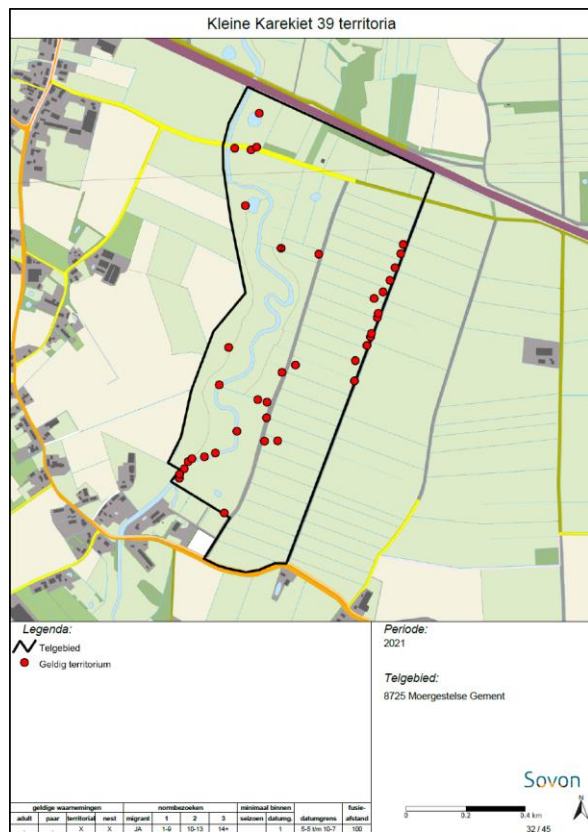 Kleine Karekiet 39 territoria
Legenda:
Telgebied
Geldig territorium
Periode:
2021
Telgebied:
8725 Moergestelse Gement
Sovon
0 0.2 0.4 km
N
32 / 45
geldige waarnemingen normbezoeken minimaal binnen fusie-
adult paar territoriaal nest migrant 1 2 3 seizoen datumg. datumgrens afstand
. . X X JA 1-9 10-13 14+ . 1 5-5 t/m 10-7 100